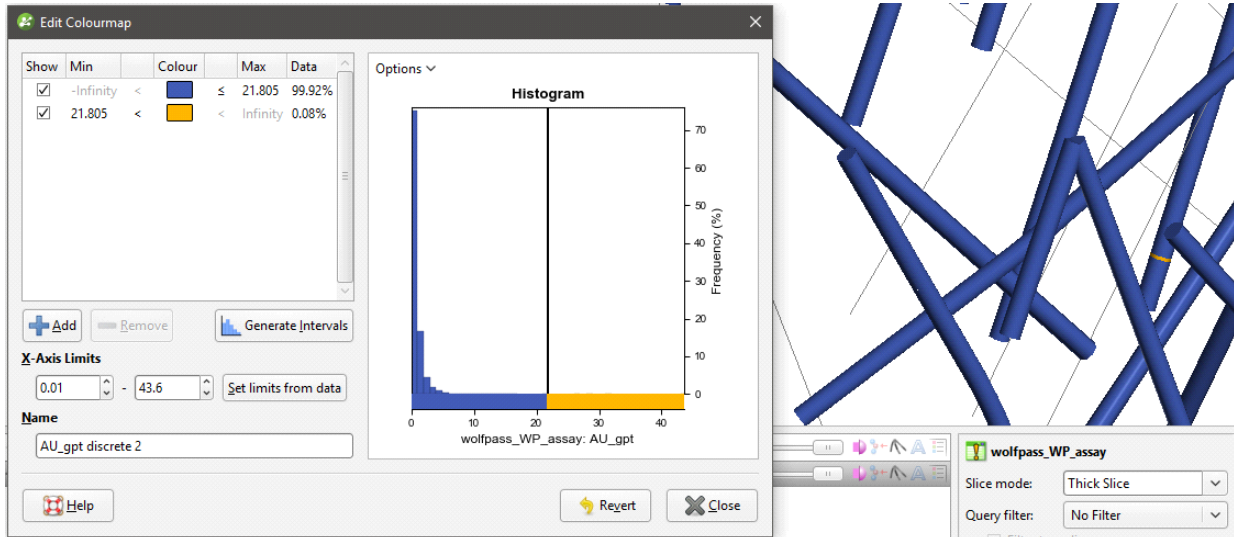 Edit Colourmap
Show Min Colour Max Data
-Infinity < ≤ 21.805 99.92%
21.805 < < Infinity 0.08%
Add Remove Generate Intervals
X-Axis Limits
0.01 - 43.6 Set limits from data
Name
AU_gpt discrete 2
Help Revert Close
Options
Histogram
70
60
50
40
30
20
10
0
Frequency (%)
0 10 20 30 40
wolfpass_WP_assay: AU_gpt
wolfpass_WP_assay
Slice mode: Thick Slice
Query filter: No Filter